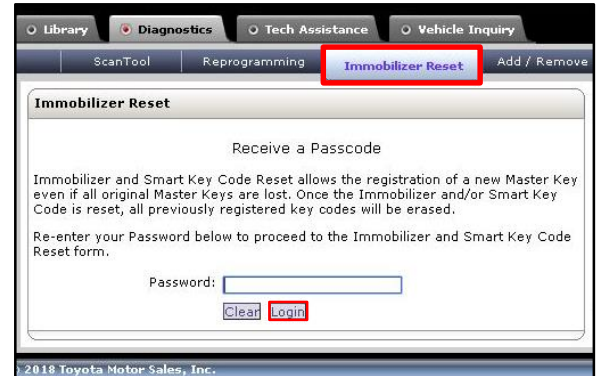 Library Diagnostics Tech Assistance Vehicle Inquiry
ScanTool Reprogramming Immobilizer Reset Add / Remove
Immobilizer Reset
Receive a Passcode
Immobilizer and Smart Key Code Reset allows the registration of a new Master Key
even if all original Master Keys are lost. Once the Immobilizer and/or Smart Key
Code is reset, all previously registered key codes will be erased.
Re-enter your Password below to proceed to the Immobilizer and Smart Key Code
Reset form.
Password:
Clear Login
2018 Toyota Motor Sales, Inc.